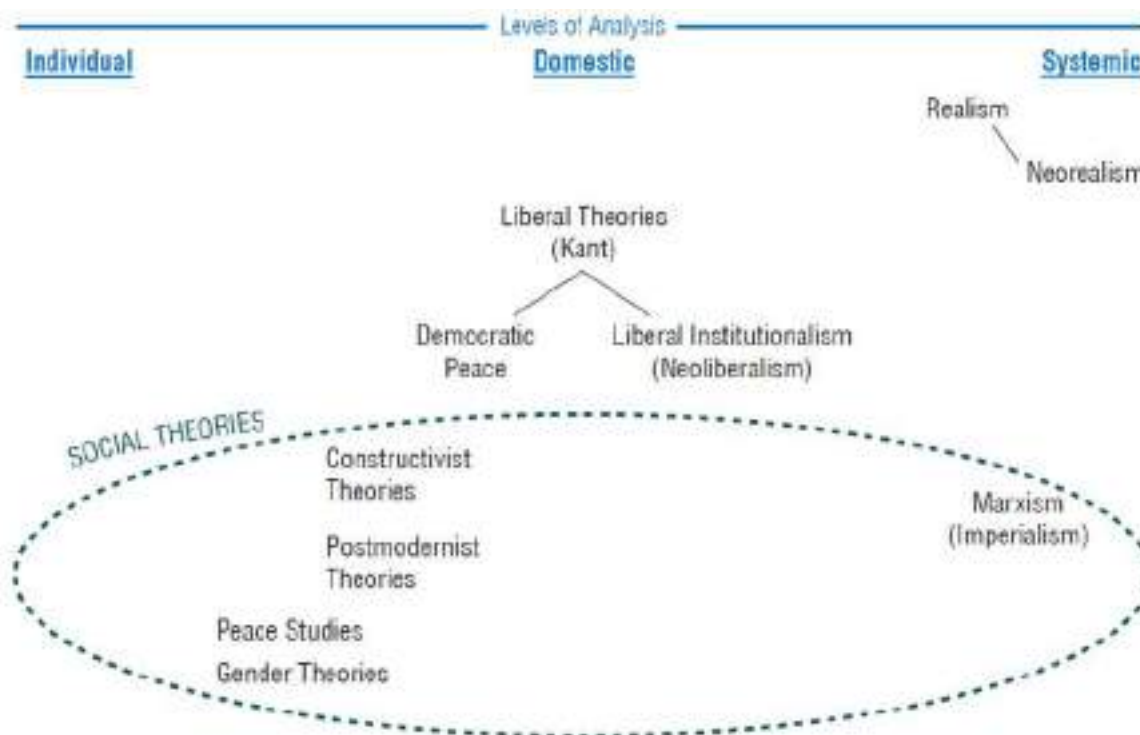 Levels of Analysis
Individual Domestic Systemic
Realism
Neorealism
Liberal Theories
(Kant)
Democratic
Peace
Liberal Institutionalism
(Neoliberalism)
SOCIAL THEORIES
Constructivist
Theories
Marxism
(Imperialism)
Postmodernist
Theories
Peace Studies
Gender Theories